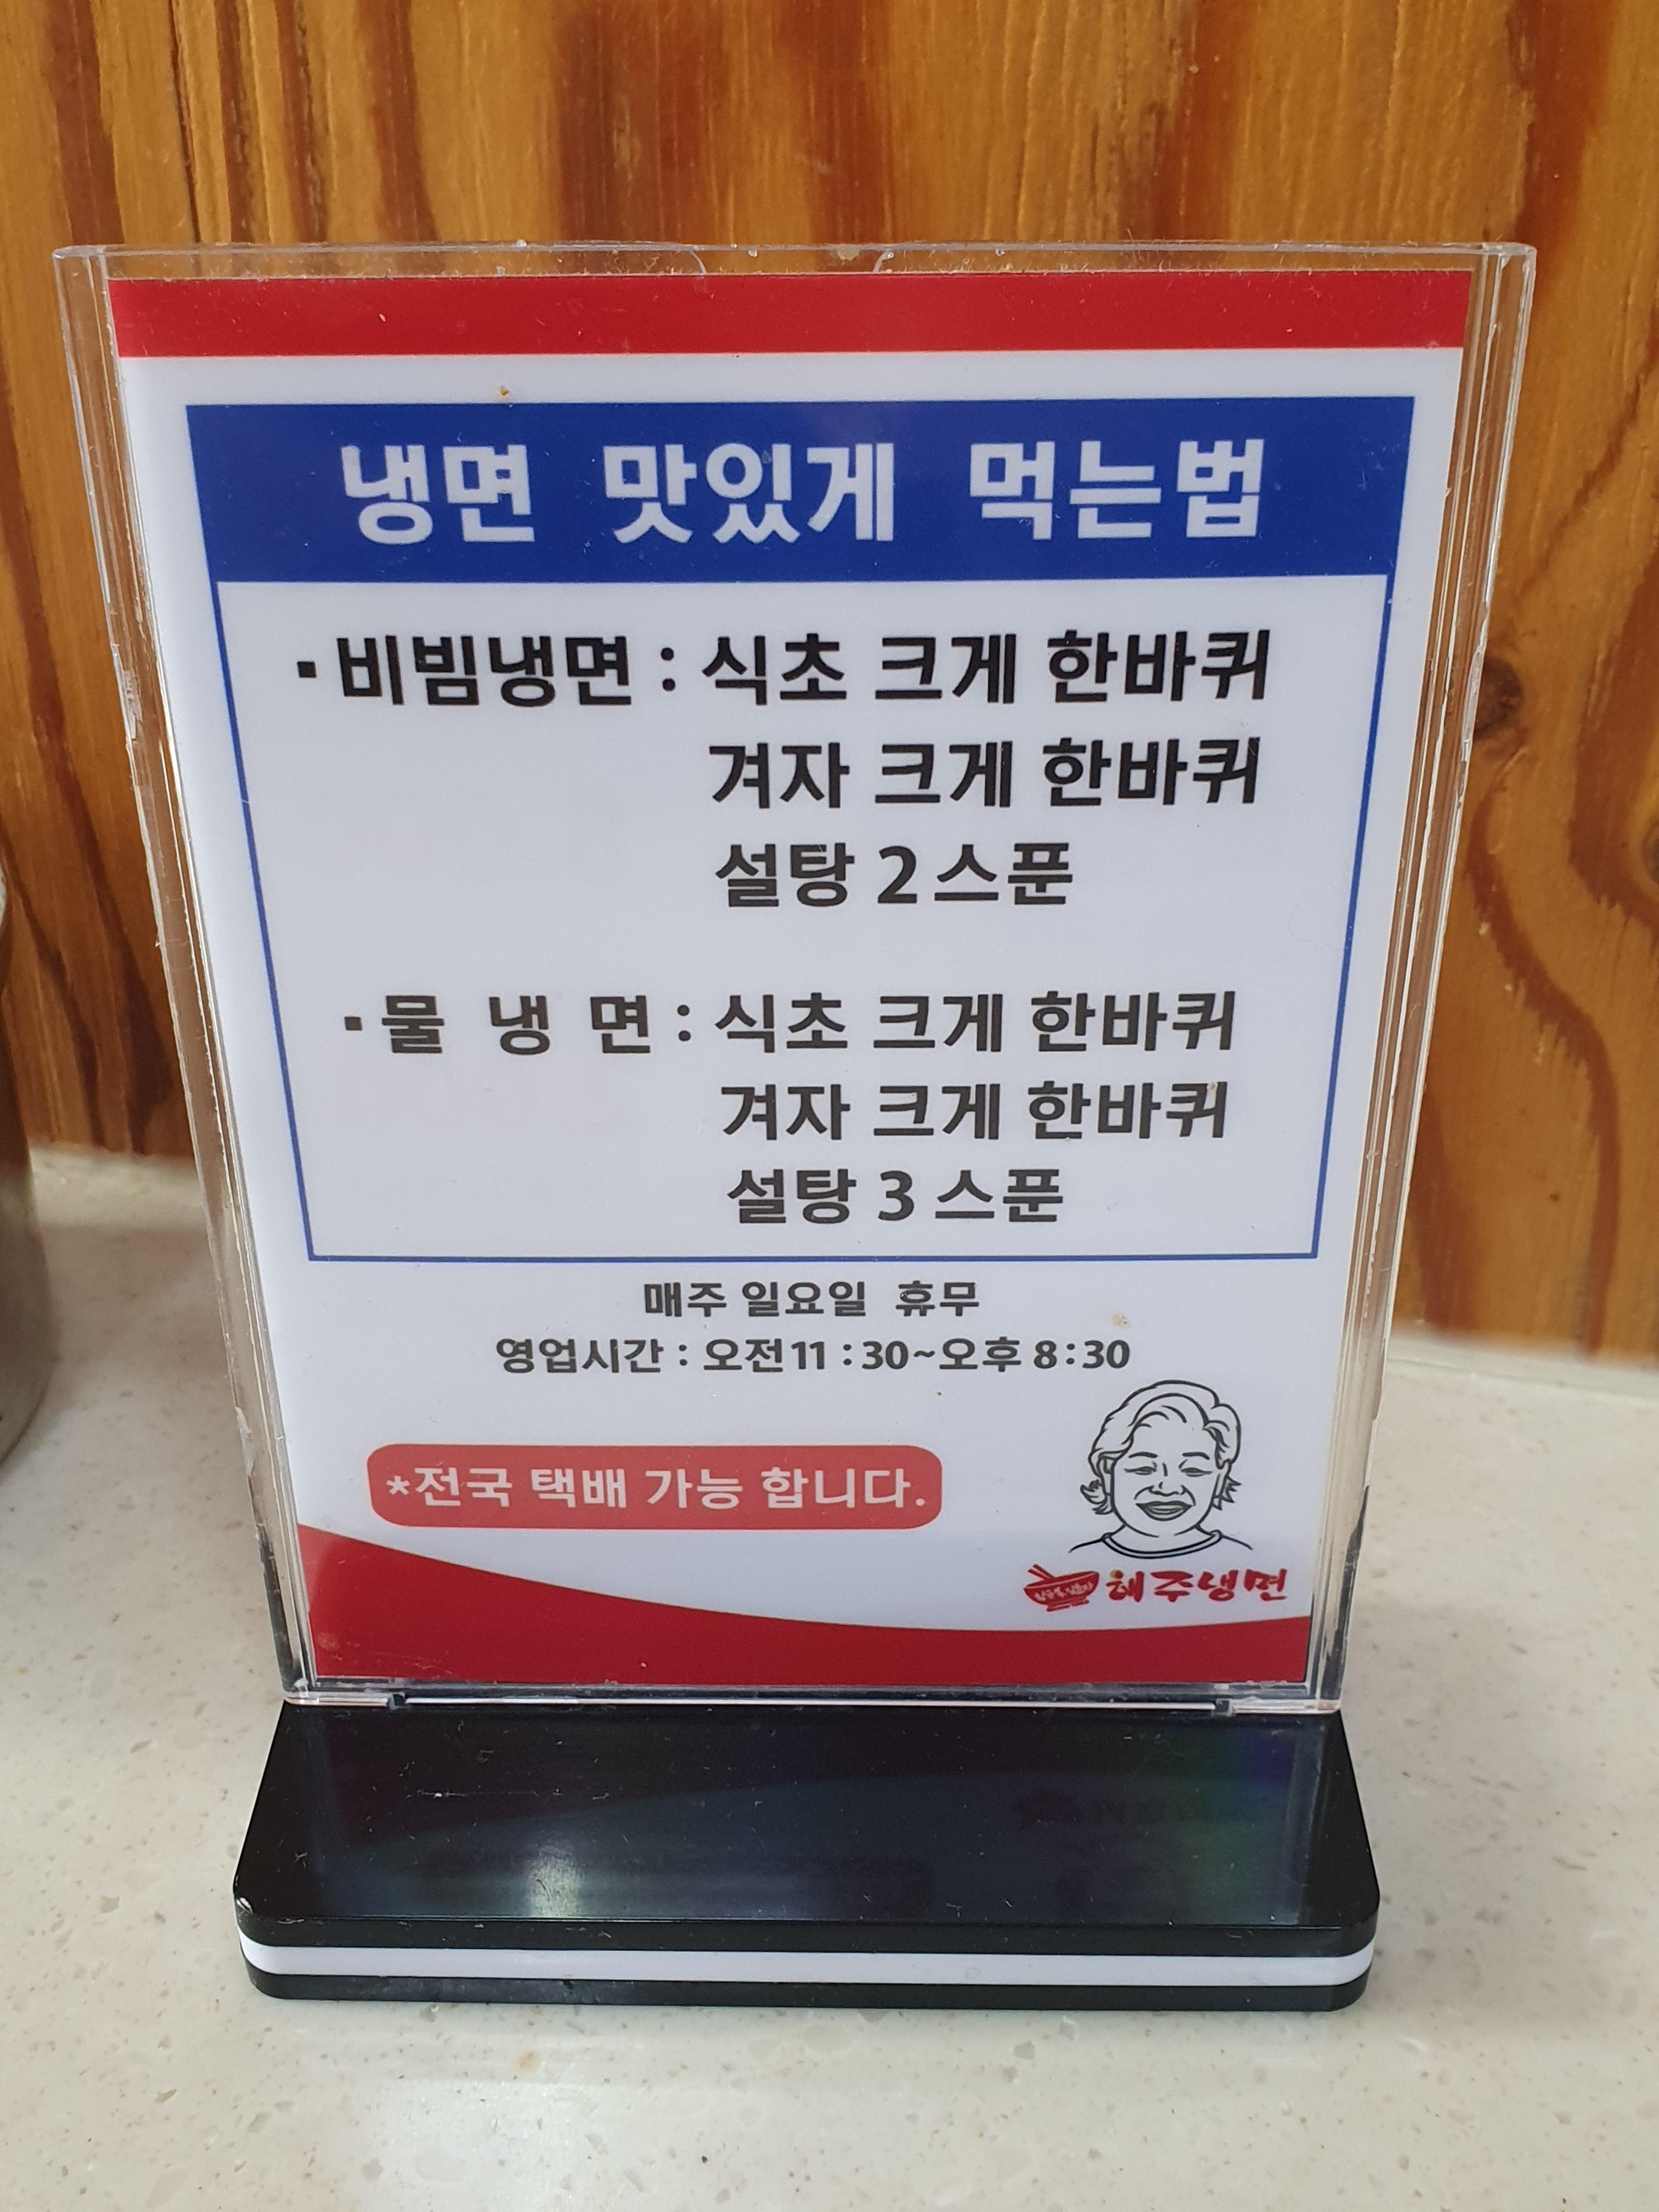 냉면 맛있게 먹는법
▪비빔냉면 : 식초 크게 한바퀴
겨자 크게 한바퀴
설탕 2스푼
▪물 냉 면 : 식초 크게 한바퀴
겨자 크게 한바퀴
설탕 3스푼
매주 일요일 휴무
영업시간 : 오전11 : 30~오후 8:30
*전국 택배 가능 합니다.
해주냉면